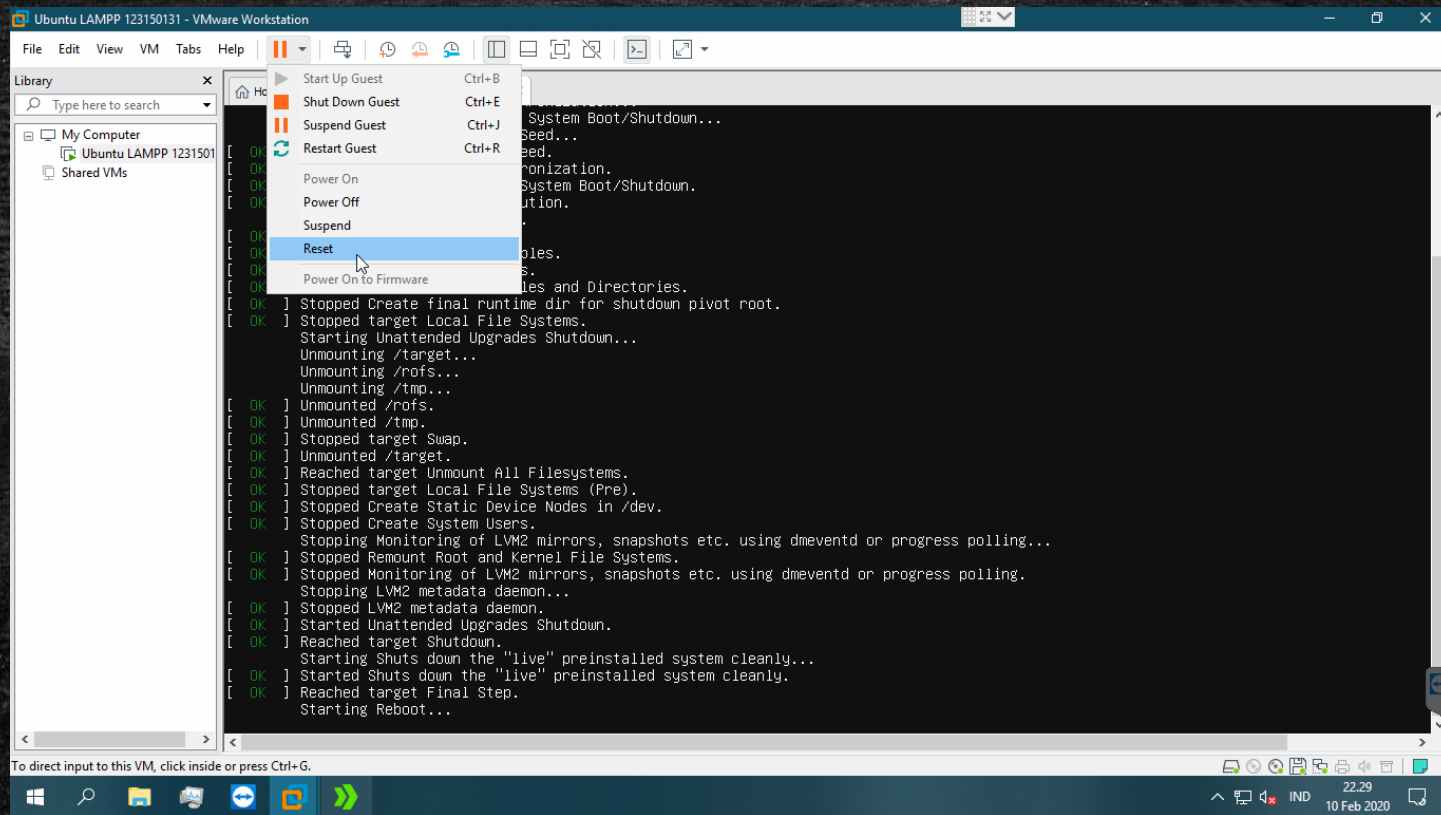 Ubuntu LAMPP 123150131 - VMware Workstation
File Edit View VM Tabs Help
Library
Type here to search
My Computer
Ubuntu LAMPP 1231501
Shared VMs
Ho
Start Up Guest Ctrl+B
Shut Down Guest Ctrl+E
Suspend Guest Ctrl+J
Restart Guest Ctrl+R
Power On
Power Off
Suspend
Reset
Power On to Firmware
System Boot/Shutdown...
Seed...
[ OK eed.
[ OK ronization.
[ OK System Boot/Shutdown.
[ OK ution.
.
[ OK
[ OK bles.
[ OK s.
[ OK les and Directories.
[ OK ] Stopped Create final runtime dir for shutdown pivot root.
[ OK ] Stopped target Local File Systems.
Starting Unattended Upgrades Shutdown...
Unmounting /target...
Unmounting /rofs...
Unmounting /tmp...
[ OK ] Unmounted /rofs.
[ OK ] Unmounted /tmp.
[ OK ] Stopped target Swap.
[ OK ] Unmounted /target.
[ OK ] Reached target Unmount All Filesystems.
[ OK ] Stopped target Local File Systems (Pre).
[ OK ] Stopped Create Static Device Nodes in /dev.
[ OK ] Stopped Create System Users.
Stopping Monitoring of LVM2 mirrors, snapshots etc. using dmeventd or progress polling...
[ OK ] Stopped Remount Root and Kernel File Systems.
[ OK ] Stopped Monitoring of LVM2 mirrors, snapshots etc. using dmeventd or progress polling.
Stopping LVM2 metadata daemon...
[ OK ] Stopped LVM2 metadata daemon.
[ OK ] Started Unattended Upgrades Shutdown.
[ OK ] Reached target Shutdown.
Starting Shuts down the "live" preinstalled system cleanly...
[ OK ] Started Shuts down the "live" preinstalled system cleanly.
[ OK ] Reached target Final Step.
Starting Reboot...
To direct input to this VM, click inside or press Ctrl+G.
IND
22.29
10 Feb 2020